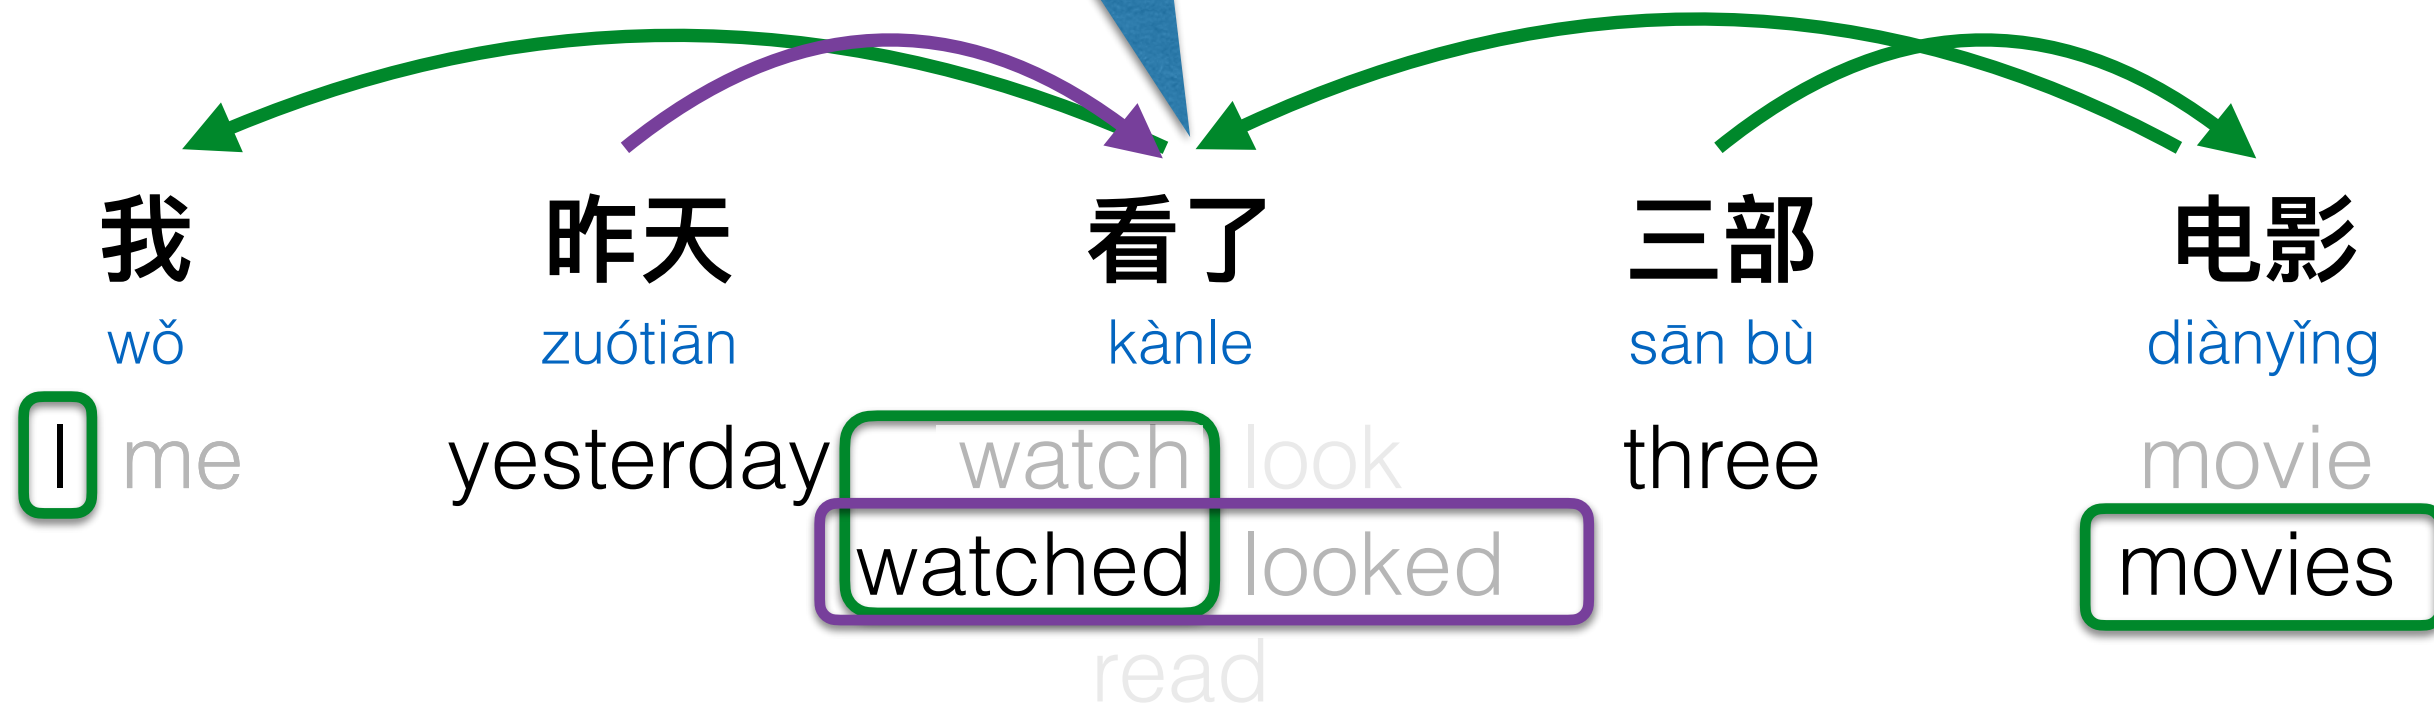 我 昨天 看了 三部 电影
wǒ zuótiān kànle sān bù diànyǐng
I me yesterday watch look three movie
watched looked movies
read